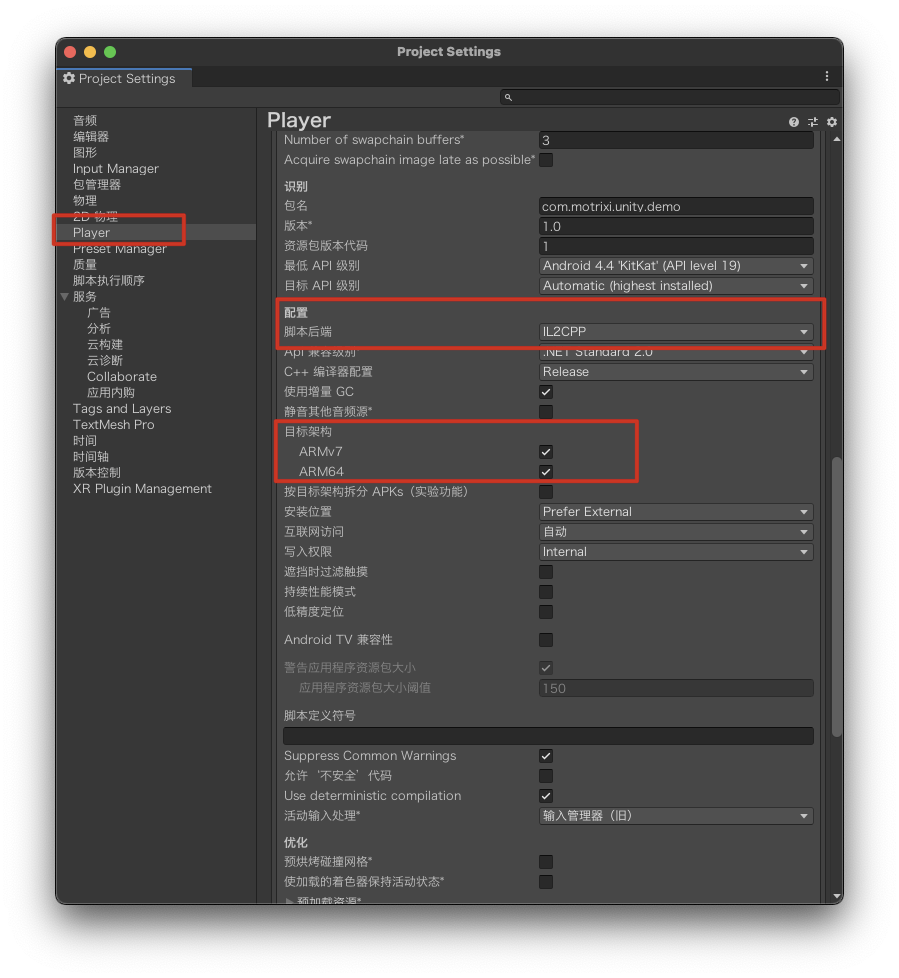 Project Settings
Project Settings
音频
编辑器
图形
Input Manager
包管理器
物理
2D 物理
Player
Preset Manager
质量
脚本执行顺序
服务
广告
分析
云构建
云诊断
Collaborate
应用内购
Tags and Layers
TextMesh Pro
时间
时间轴
版本控制
XR Plugin Management
Player
Number of swapchain buffers* 3
Acquire swapchain image late as possible*
识别
包名 com.motrixi.unity.demo
版本* 1.0
资源包版本代码 1
最低 API 级别 Android 4.4 'KitKat' (API level 19)
目标 API 级别 Automatic (highest installed)
配置
脚本后端 IL2CPP
Api 兼容级别 .NET Standard 2.0
C++ 编译器配置 Release
使用增量 GC
静音其他音频源*
目标架构
ARMv7
ARM64
按目标架构拆分 APKs（实验功能）
安装位置 Prefer External
互联网访问 自动
写入权限 Internal
遮挡时过滤触摸
持续性能模式
低精度定位
Android TV 兼容性
警告应用程序资源包大小
应用程序资源包大小阈值 150
脚本定义符号
Suppress Common Warnings
允许‘不安全’代码
Use deterministic compilation
活动输入处理* 输入管理器（旧）
优化
预烘烤碰撞网格*
使加载的着色器保持活动状态*
预加载资源*